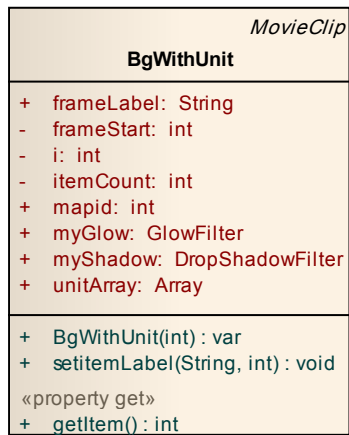 MovieClip
BgWithUnit
+ frameLabel: String
- frameStart: int
- i: int
- itemCount: int
+ mapid: int
+ myGlow: GlowFilter
+ myShadow: DropShadowFilter
+ unitArray: Array
+ BgWithUnit(int) : var
+ setitemLabel(String, int) : void
«property get»
+ getItem() : int